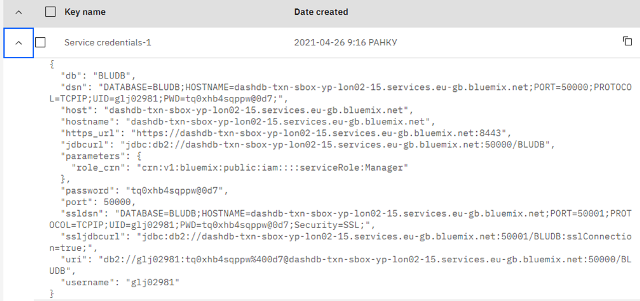 Key name Date created
Service credentials-1 2021-04-26 9:16 РАНКУ
{
"db": "BLUDB",
"dsn": "DATABASE=BLUDB;HOSTNAME=dashdb-txn-sbox-yp-lon02-15.services.eu-gb.bluemix.net;PORT=50000;PROTOCO
L=TCPIP;UID=glj02981;PWD=tq0xhb4sqppw@0d7;",
"host": "dashdb-txn-sbox-yp-lon02-15.services.eu-gb.bluemix.net",
"hostname": "dashdb-txn-sbox-yp-lon02-15.services.eu-gb.bluemix.net",
"https_url": "https://dashdb-txn-sbox-yp-lon02-15.services.eu-gb.bluemix.net:8443",
"jdbcurl": "jdbc:db2://dashdb-txn-sbox-yp-lon02-15.services.eu-gb.bluemix.net:50000/BLUDB",
"parameters": {
"role_crn": "crn:v1:bluemix:public:iam::::serviceRole:Manager"
},
"password": "tq0xhb4sqppw@0d7",
"port": 50000,
"ssldsn": "DATABASE=BLUDB;HOSTNAME=dashdb-txn-sbox-yp-lon02-15.services.eu-gb.bluemix.net;PORT=50001;PROT
OCOL=TCPIP;UID=glj02981;PWD=tq0xhb4sqppw@0d7;Security=SSL;",
"ssljdbcurl": "jdbc:db2://dashdb-txn-sbox-yp-lon02-15.services.eu-gb.bluemix.net:50001/BLUDB:sslConnectio
n=true;",
"uri": "db2://glj02981:tq0xhb4sqppw%400d7@dashdb-txn-sbox-yp-lon02-15.services.eu-gb.bluemix.net:50000/BL
UDB",
"username": "glj02981"
}